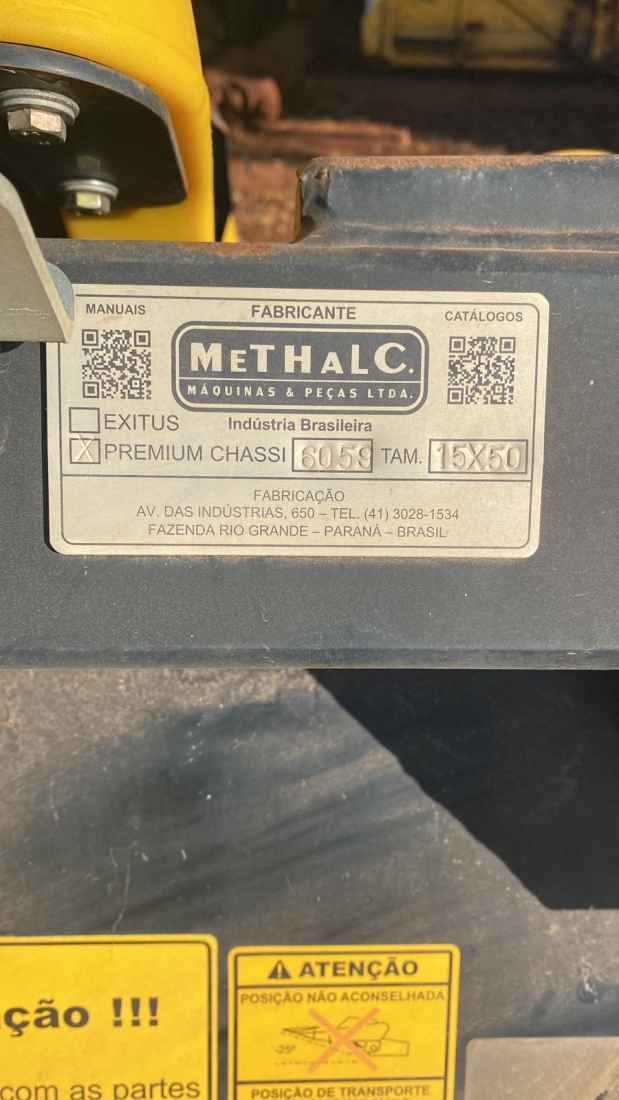 MANUAIS
FABRICANTE
CATÁLOGOS
METHALC.
MÁQUINAS & PEÇAS LTDA.
EXITUS
Indústria Brasileira
X PREMIUM CHASSI 6059 TAM. 15X50
FABRICAÇÃO
AV. DAS INDÚSTRIAS, 650 – TEL. (41) 3028-1534
FAZENDA RIO GRANDE – PARANÁ – BRASIL
ção !!!
com as partes
ATENÇÃO
POSIÇÃO NÃO ACONSELHADA
-25°
POSIÇÃO DE TRANSPORTE